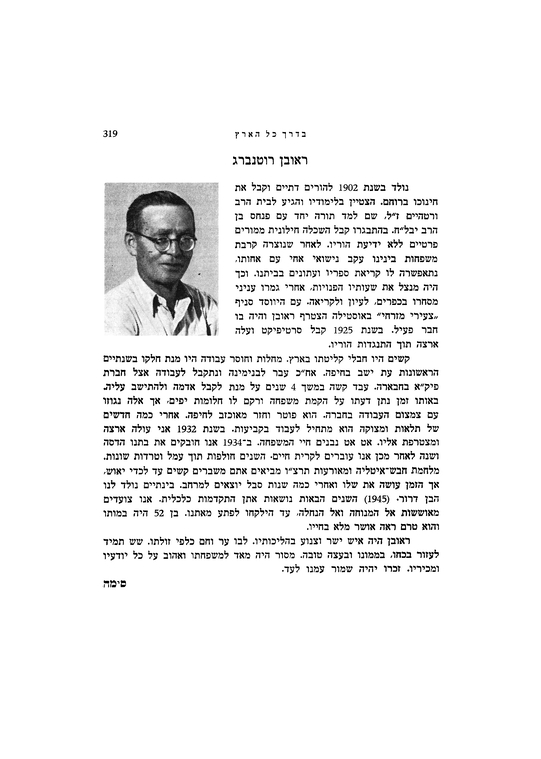 בדרך כל הארץ 319
ראובן רוטנברג
נולד בשנת 1902 להורים דתיים וקבל את
חינוכו ברוחם. הצטיין בלימודיו והגיע לבית הרב
ורטהיים ז"ל, שם למד תורה יחד עם פנחס בן
הרב יבל"ח. בהתבגרו קבל השכלה חילונית ממורים
פרטיים ללא ידיעת הוריו. לאחר שנוצרה קרבת
משפחות בינינו עקב נישואי אחי עם אחותו,
נתאפשרה לו קריאת ספריו ועתונים בביתנו. וכך
היה מנצל את שעותיו הפנויות, אחרי גמרו עניני
מסחרו בכפרים, לעיון ולקריאה. עם היווסד סניף
"צעירי מזרחי" באוסטילה הצטרף ראובן והיה בו
חבר פעיל. בשנת 1925 קבל סרטיפיקט ועלה
ארצה תוך התנגדות הוריו.
קשים היו חבלי קליטתו בארץ. מחלות וחוסר עבודה היו מנת חלקו בשנתיים
הראשונות עת ישב בחיפה. אח"כ עבר לבנימינה ונתקבל לעבודה אצל חברת
פיק"א בחבארה. עבד קשה במשך 4 שנים על מנת לקבל אדמה ולהתישב עליה.
באותו זמן נתן דעתו על הקמת משפחה ורקם לו חלומות יפים, אך אלה נגוזו
עם צמצום העבודה בחברה. הוא פוטר וחזר מאוכזב לחיפה. אחרי כמה חדשים
של תלאות ומצוקה הוא מתחיל לעבוד בקביעות. בשנת 1932 אני עולה ארצה
ומצטרפת אליו. אט אט נבנים חיי המשפחה. ב־1934 אנו חובקים את בתנו הדסה
ושנה לאחר מכן אנו עוברים לקרית חיים. השנים חולפות תוך עמל וטרדות שונות.
מלחמת חבש־איטליה ומאורעות תרצ"ו מביאים אתם משברים קשים עד לכדי יאוש,
אך הזמן עושה את שלו ואחרי כמה שנות סבל יוצאים למרחב. בינתיים נולד לנו
הבן דרור. (1945) השנים הבאות נושאות אתן התקדמות כלכלית. אנו צועדים
מאוששות אל המנוחה ואל הנחלה, עד הילקחו לפתע מאתנו. בן 52 היה במותו
והוא טרם ראה אושר מלא בחייו.
ראובן היה איש ישר וצנוע בהליכותיו. לבו ער וחם כלפי זולתו. שש תמיד
לעזור בכחו, בממונו ובעצה טובה. מסור היה מאד למשפחתו ואהוב על כל יודעיו
ומכיריו. זכרו יהיה שמור עמנו לעד.
סימה